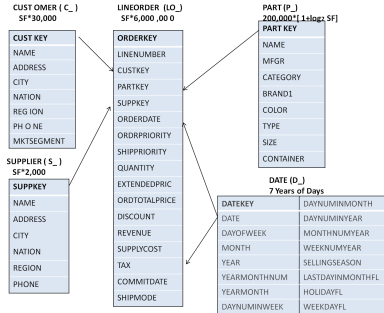 CUST OMER ( C_ )
SF*30,000
CUST KEY
NAME
ADDRESS
CITY
NATION
REG ION
PH O NE
MKTSEGMENT
SUPPLIER ( S_ )
SF*2,000
SUPPKEY
NAME
ADDRESS
CITY
NATION
REGION
PHONE
LINEORDER (LO_)
SF*6,000 ,00 0
ORDERKEY
LINENUMBER
CUSTKEY
PARTKEY
SUPPKEY
ORDERDATE
ORDRPRIORITY
SHIPPRIORITY
QUANTITY
EXTENDEDPRIC
ORDTOTALPRICE
DISCOUNT
REVENUE
SUPPLYCOST
TAX
COMMITDATE
SHIPMODE
PART (P_)
200,000*[ 1+log2 SF]
PART KEY
NAME
MFGR
CATEGORY
BRAND1
COLOR
TYPE
SIZE
CONTAINER
DATE (D_)
7 Years of Days
DATEKEY DAYNUMINMONTH
DATE DAYNUMINYEAR
DAYOFWEEK MONTHNUMYEAR
MONTH WEEKNUMYEAR
YEAR SELLINGSEASON
YEARMONTHNUM LASTDAYINMONTHFL
YEARMONTH HOLIDAYFL
DAYNUMINWEEK WEEKDAYFL